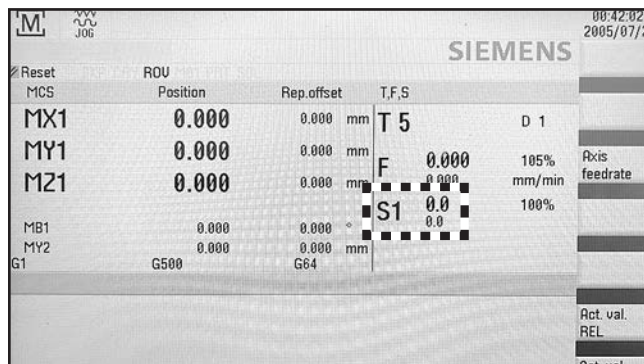 M
JOG
00:42:02
2005/07/2
SIEMENS
Reset ROV
MCS Position Rep.offset T,F,S
MX1 0.000 0.000 mm T 5 D 1
MY1 0.000 0.000 mm F 0.000 105%
MZ1 0.000 0.000 mm 0.000 mm/min
S1 0.0 100%
0.0
MB1 0.000 0.000 °
MY2 0.000 0.000 mm
G1 G500 G64
Axis
feedrate
Act. val.
REL